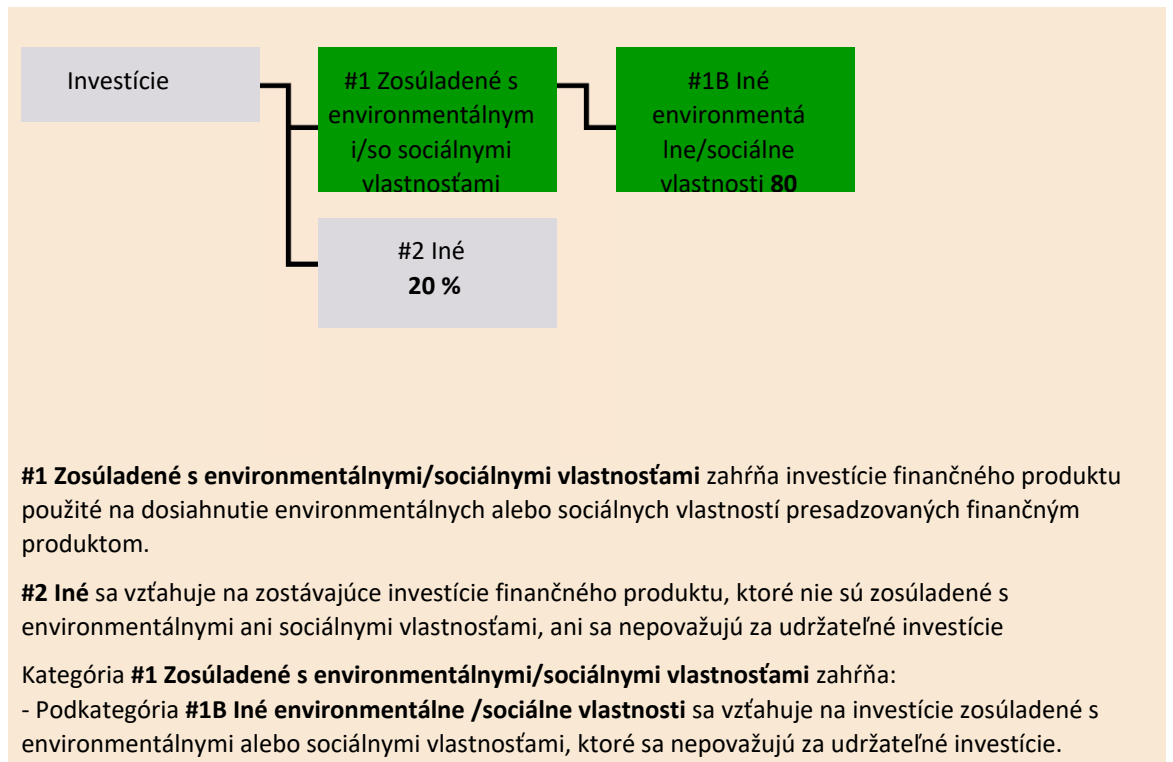 Investície
#1 Zosúladené s
environmentálnym
i/so sociálnymi
vlastnosťami
#1B Iné
environmentá
lne/sociálne
vlastnosti 80
#2 Iné
20 %
#1 Zosúladené s environmentálnymi/sociálnymi vlastnosťami zahŕňa investície finančného produktu
použité na dosiahnutie environmentálnych alebo sociálnych vlastností presadzovaných finančným
produktom.
#2 Iné sa vzťahuje na zostávajúce investície finančného produktu, ktoré nie sú zosúladené s
environmentálnymi ani sociálnymi vlastnosťami, ani sa nepovažujú za udržateľné investície
Kategória #1 Zosúladené s environmentálnymi/sociálnymi vlastnosťami zahŕňa:
- Podkategória #1B Iné environmentálne /sociálne vlastnosti sa vzťahuje na investície zosúladené s
environmentálnymi alebo sociálnymi vlastnosťami, ktoré sa nepovažujú za udržateľné investície.